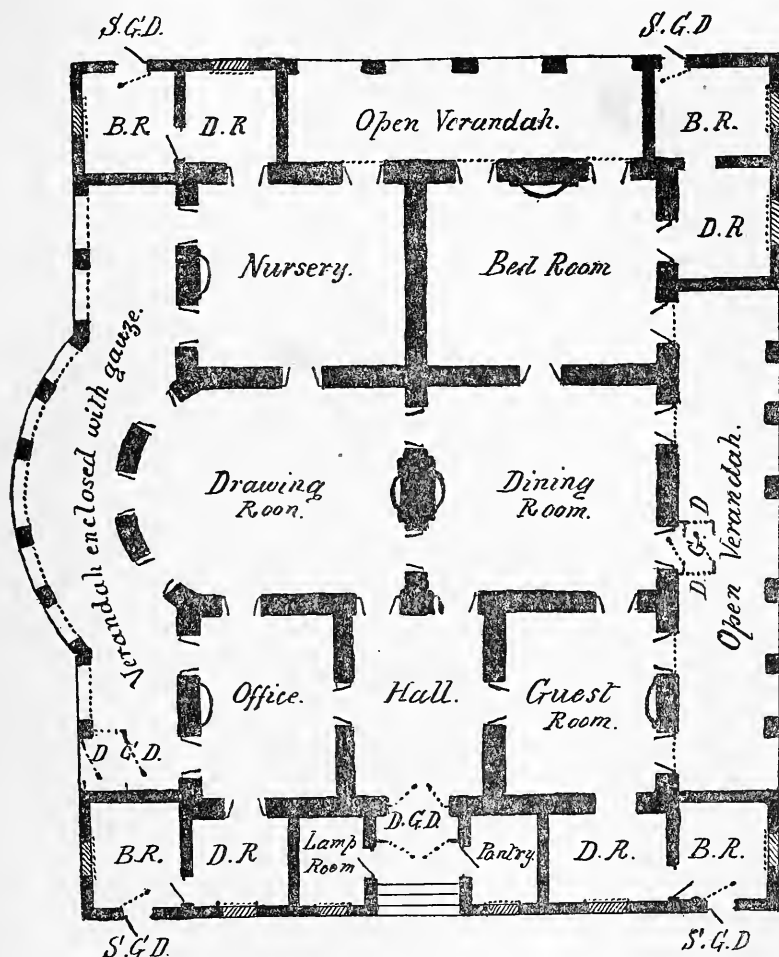 S.G.D.
S.G.D
B.R.
D.R
Open Verandah.
B.R.
D.R
Nursery.
Bed Room
Verandah enclosed with gauze.
Drawing
Roon.
Dining
Room.
D
G.
D.
Open Verandah.
Office.
Hall.
Guest
Room.
D G.D.
D.G.D.
B.R.
D.R
Lamp
Room
Pantry
D.R.
B.R.
S.G.D.
S.G.D